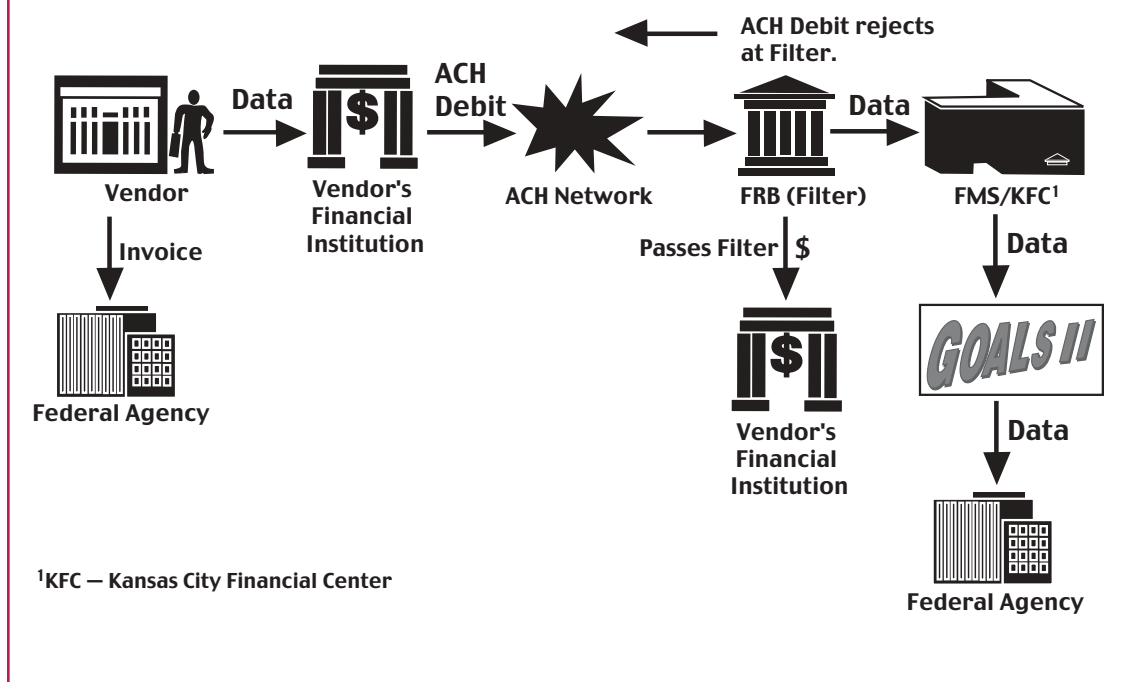 ACH Debit rejects
at Filter.
Data
ACH
Debit
Data
Vendor
Vendor's
Financial
Institution
ACH Network
FRB (Filter)
FMS/KFC¹
Invoice
Passes Filter $
Data
GOALS II
Federal Agency
Data
Vendor's
Financial
Institution
Federal Agency
¹KFC — Kansas City Financial Center